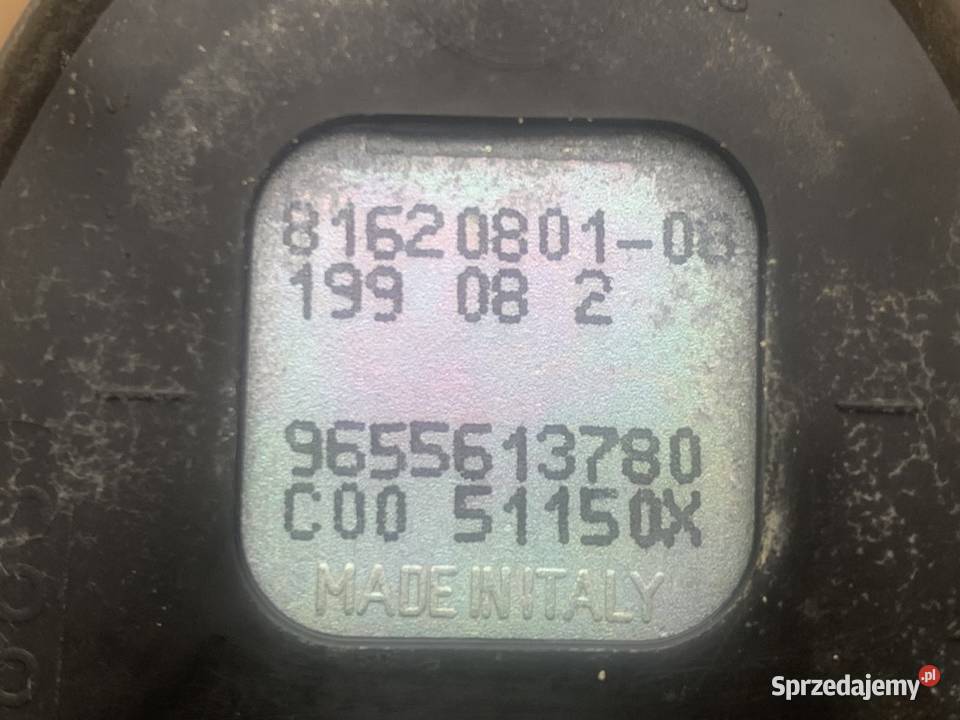 81620801-08
199 08 2
9655613780
C00 51150X
MADE IN ITALY
Sprzedajemy.pl